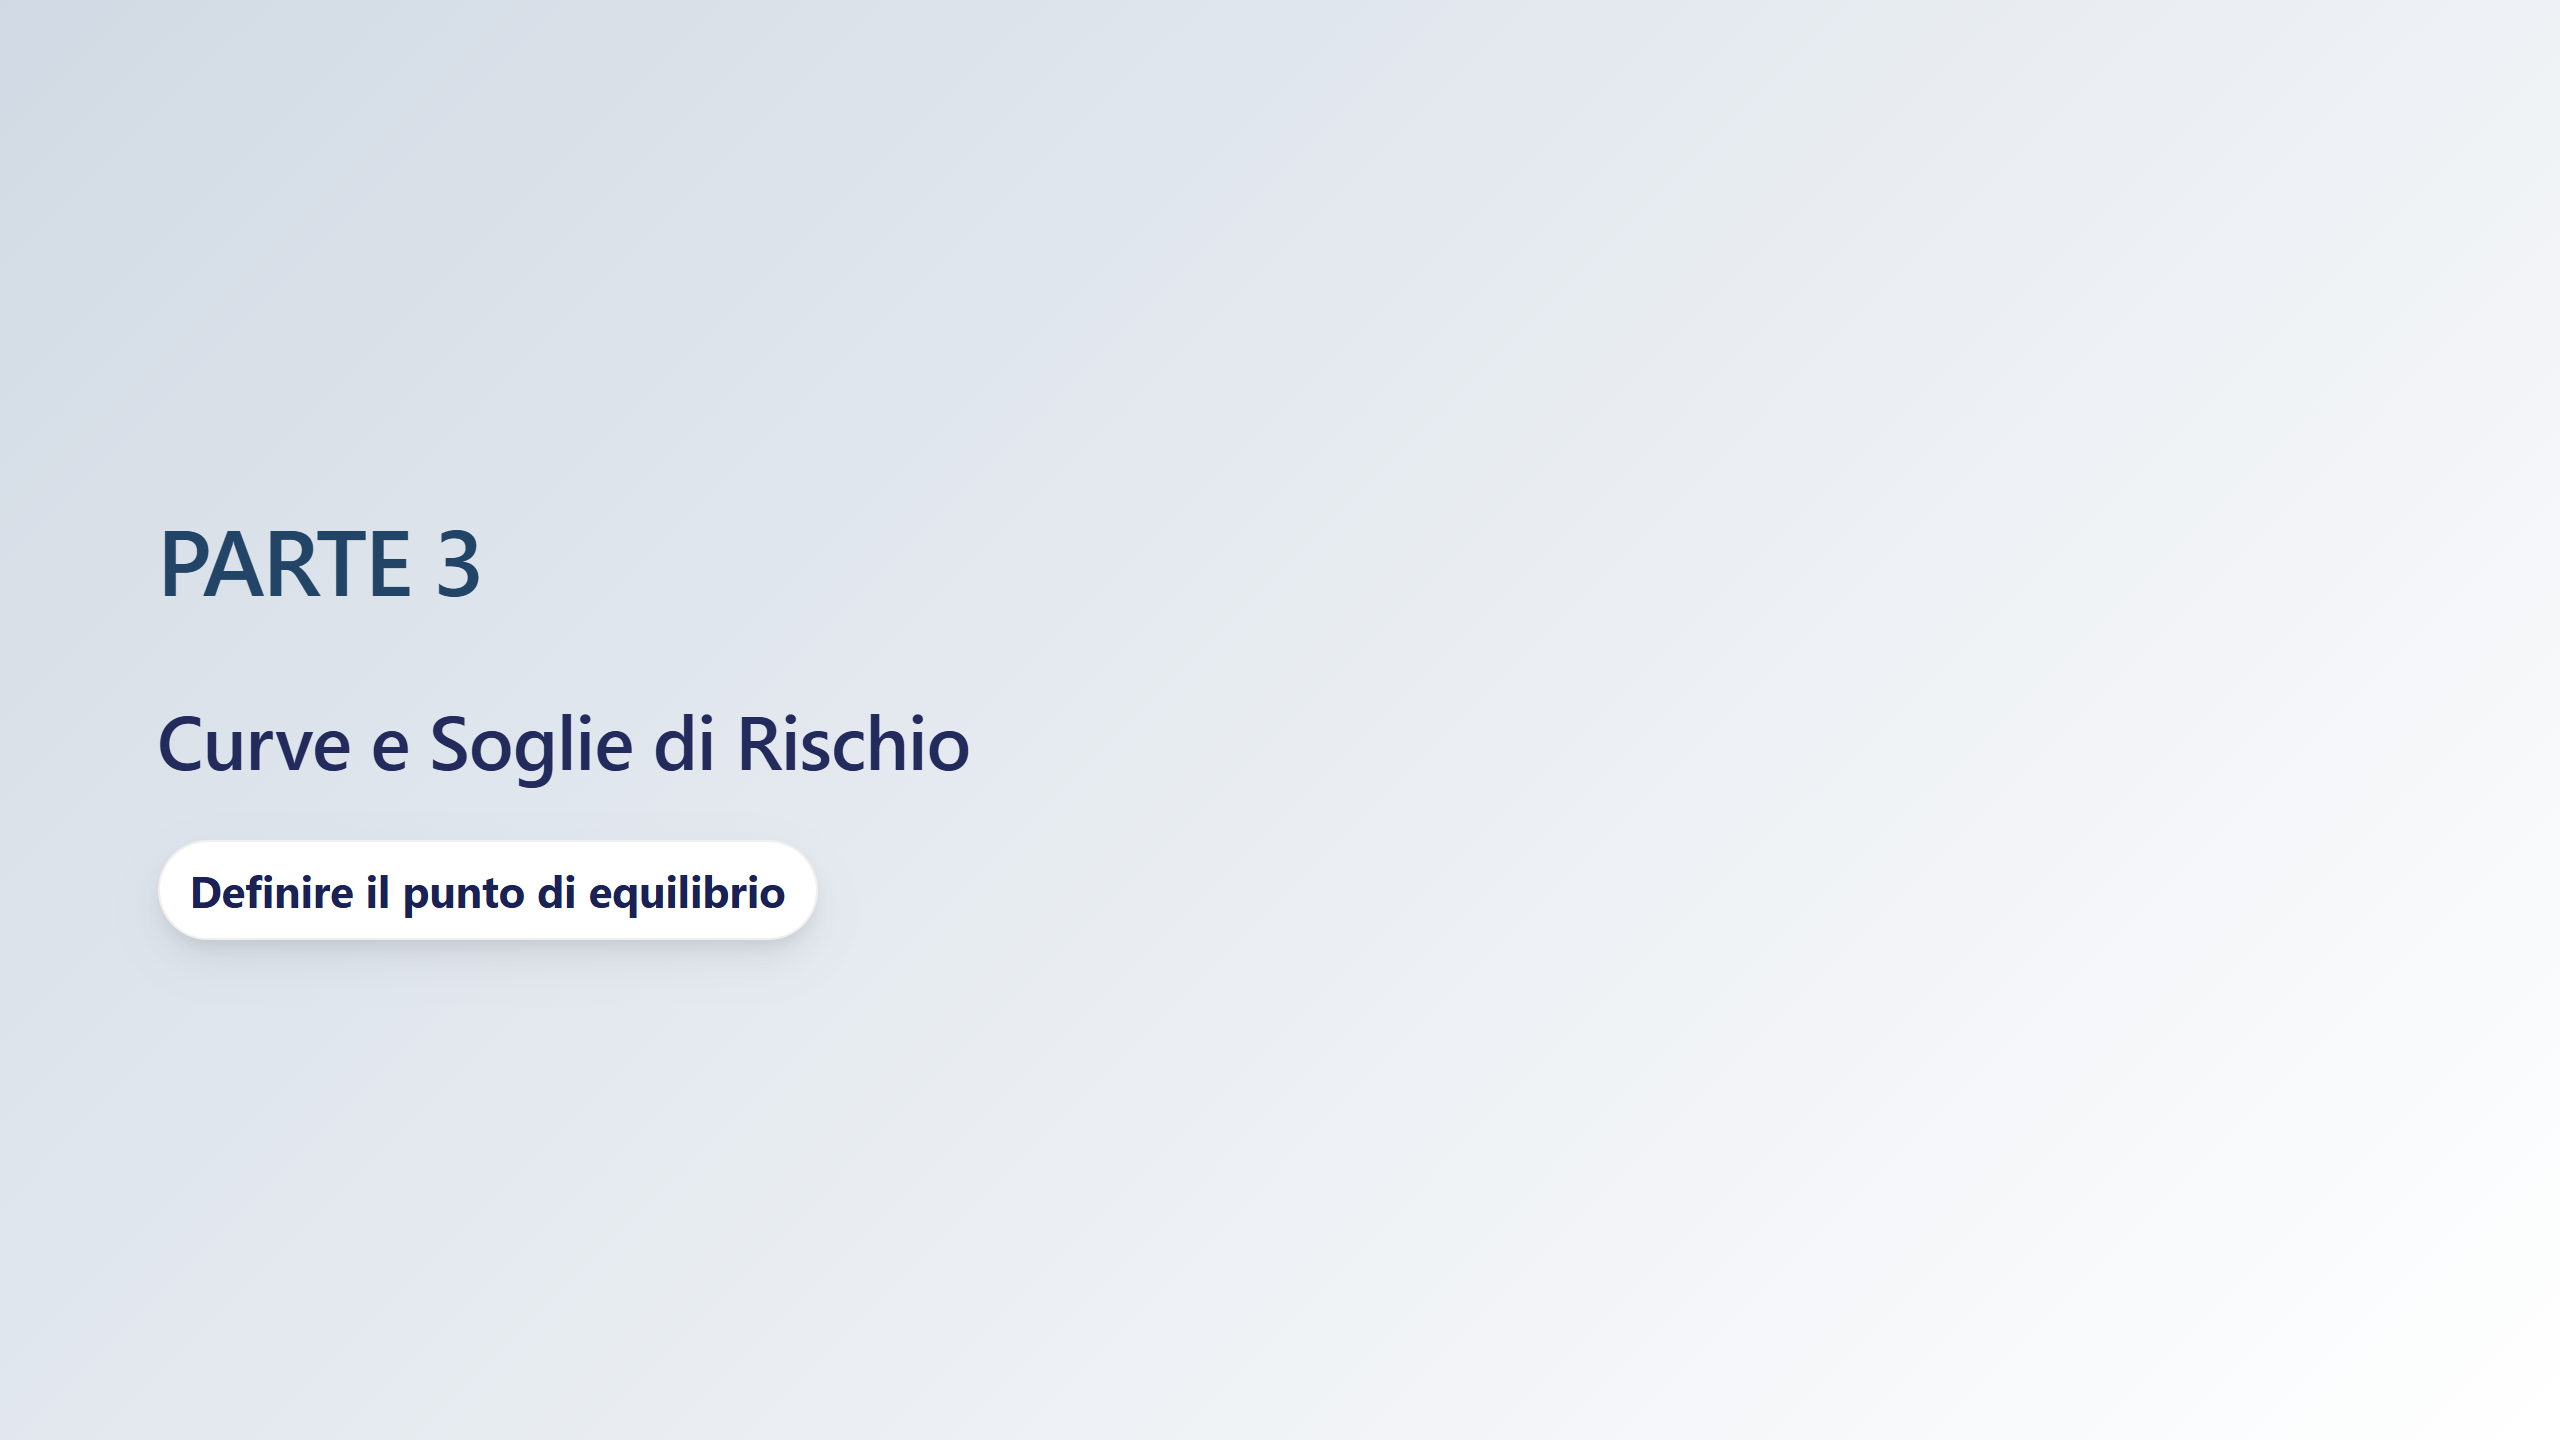 PARTE 3
Curve e Soglie di Rischio
Definire il punto di equilibrio